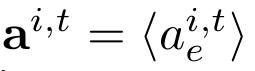 𝐚^{i,t} = ⟨a_e^{i,t}⟩